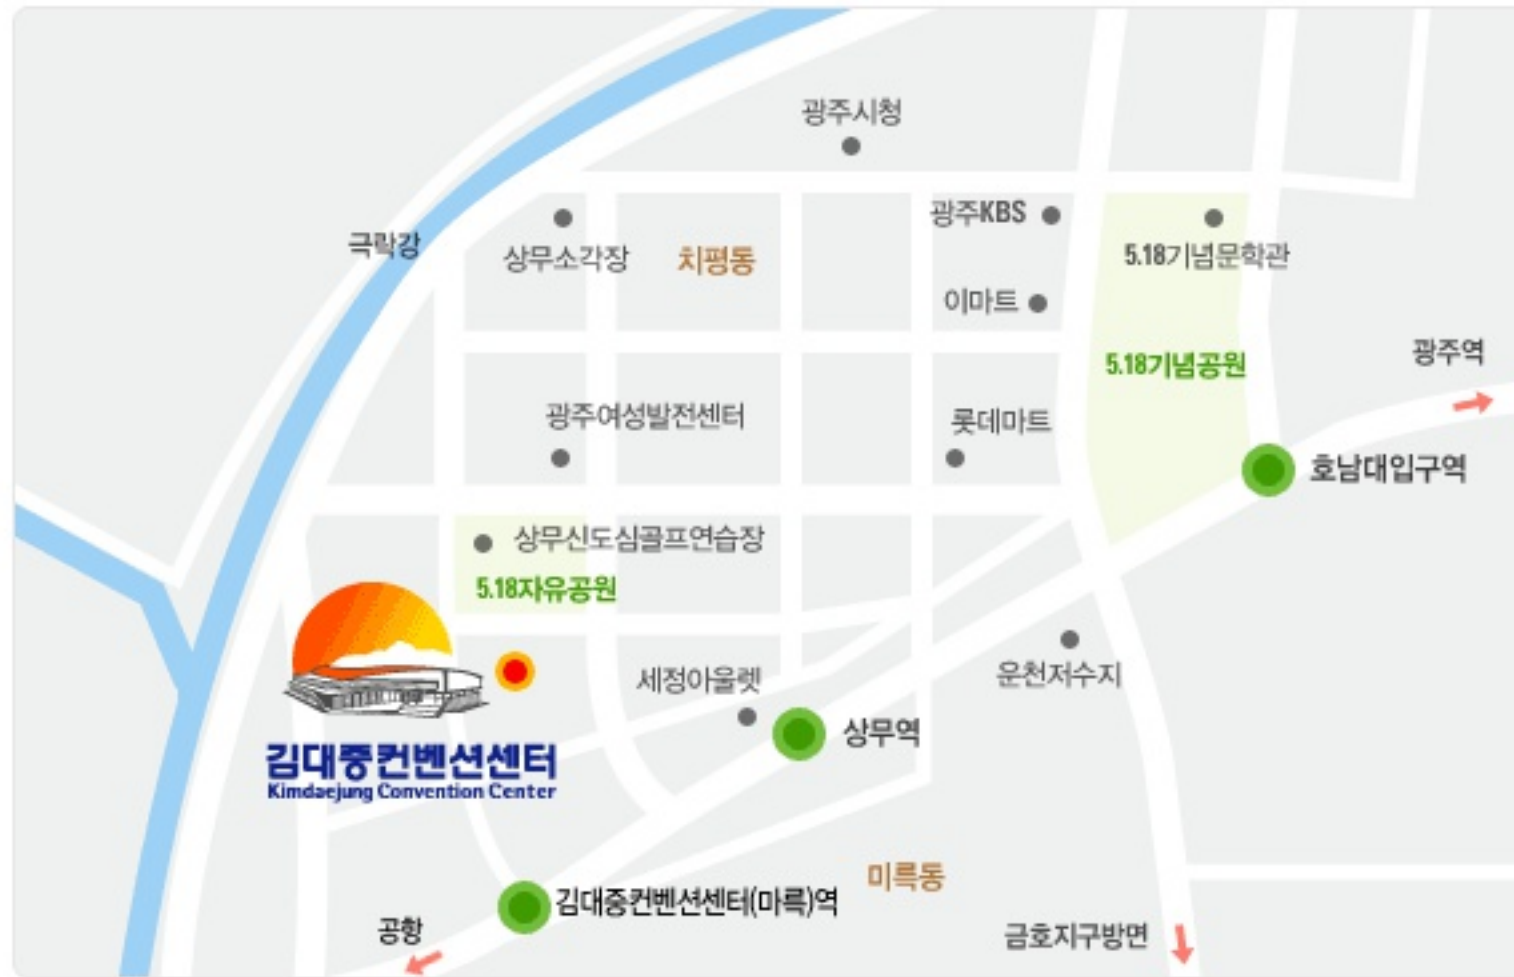 광주시청
광주KBS
극락강
상무소각장
치평동
5.18기념문학관
이마트
광주역
5.18기념공원
광주여성발전센터
롯데마트
호남대입구역
상무신도심골프연습장
5.18자유공원
세정아울렛
운천저수지
상무역
김대중컨벤션센터
Kimdaejung Convention Center
미륵동
김대중컨벤션센터(마륵)역
공항
금호지구방면